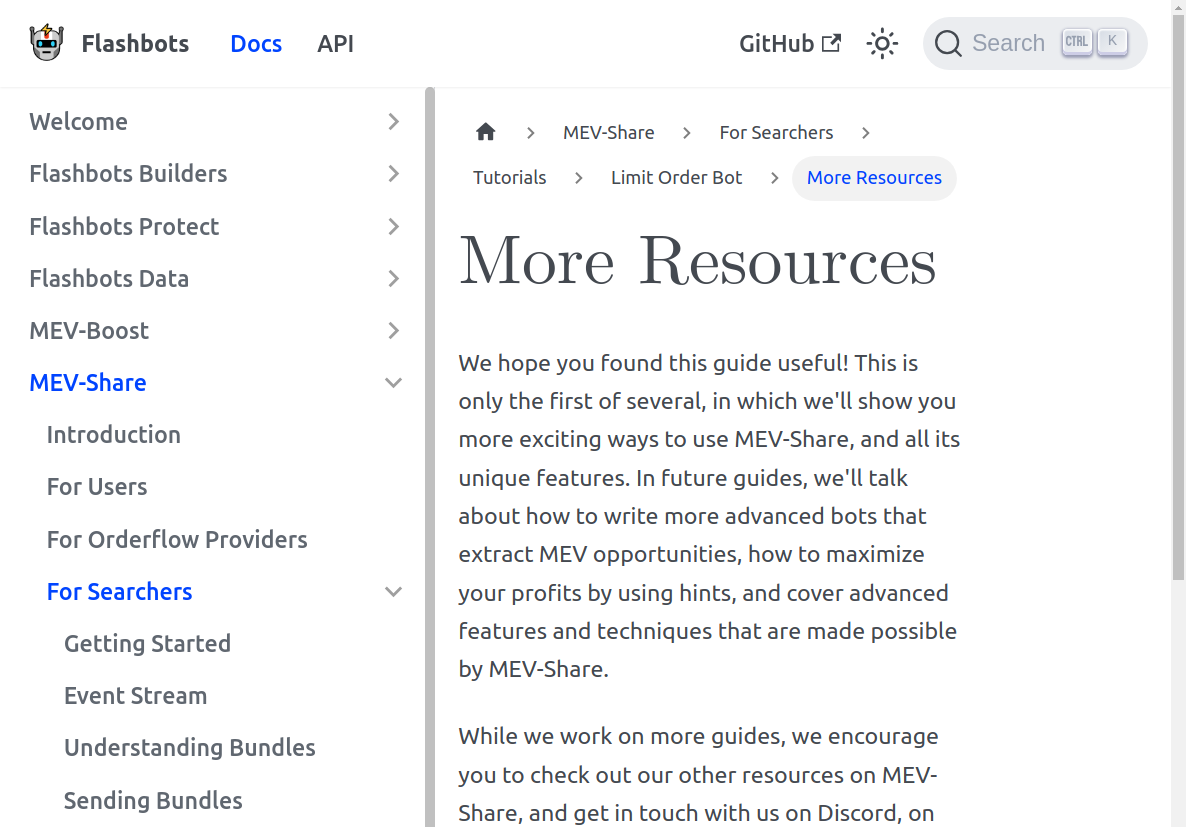 Flashbots Docs API GitHub Search CTRL K
Welcome
Flashbots Builders
Flashbots Protect
Flashbots Data
MEV-Boost
MEV-Share
Introduction
For Users
For Orderflow Providers
For Searchers
Getting Started
Event Stream
Understanding Bundles
Sending Bundles
MEV-Share For Searchers
Tutorials Limit Order Bot More Resources
More Resources
We hope you found this guide useful! This is
only the first of several, in which we'll show you
more exciting ways to use MEV-Share, and all its
unique features. In future guides, we'll talk
about how to write more advanced bots that
extract MEV opportunities, how to maximize
your profits by using hints, and cover advanced
features and techniques that are made possible
by MEV-Share.
While we work on more guides, we encourage
you to check out our other resources on MEV-
Share, and get in touch with us on Discord, on